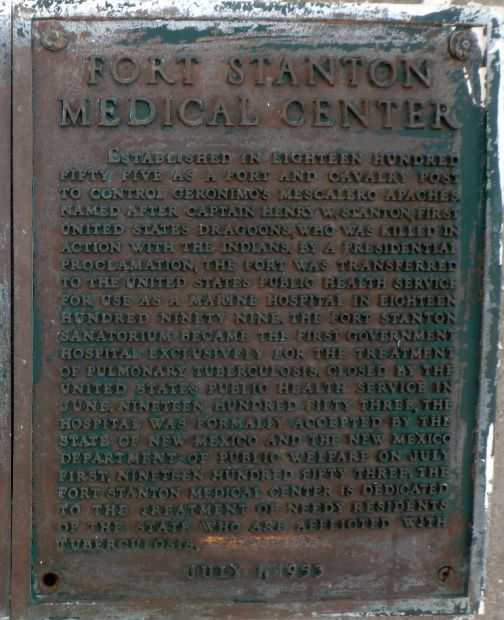 FORT STANTON
MEDICAL CENTER
ESTABLISHED IN EIGHTEEN HUNDRED
FIFTY FIVE AS A FORT AND CAVALRY POST
TO CONTROL GERONIMO'S MESCALERO APACHES.
NAMED AFTER CAPTAIN HENRY W. STANTON, FIRST
UNITED STATES DRAGOONS, WHO WAS KILLED IN
ACTION WITH THE INDIANS. BY A PRESIDENTIAL
PROCLAMATION, THE FORT WAS TRANSFERRED
TO THE UNITED STATES PUBLIC HEALTH SERVICE
FOR USE AS A MARINE HOSPITAL IN EIGHTEEN
HUNDRED NINETY NINE. THE FORT STANTON
SANATORIUM BECAME THE FIRST GOVERNMENT
HOSPITAL EXCLUSIVELY FOR THE TREATMENT
OF PULMONARY TUBERCULOSIS. CLOSED BY THE
UNITED STATES PUBLIC HEALTH SERVICE IN
JUNE, NINETEEN HUNDRED FIFTY THREE, THE
HOSPITAL WAS FORMALLY ACCEPTED BY THE
STATE OF NEW MEXICO AND THE NEW MEXICO
DEPARTMENT OF PUBLIC WELFARE ON JULY
FIRST, NINETEEN HUNDRED FIFTY THREE. THE
FORT STANTON MEDICAL CENTER IS DEDICATED
TO THE TREATMENT OF NEEDY RESIDENTS
OF THE STATE WHO ARE AFFLICTED WITH
TUBERCULOSIS.
JULY 1, 1953